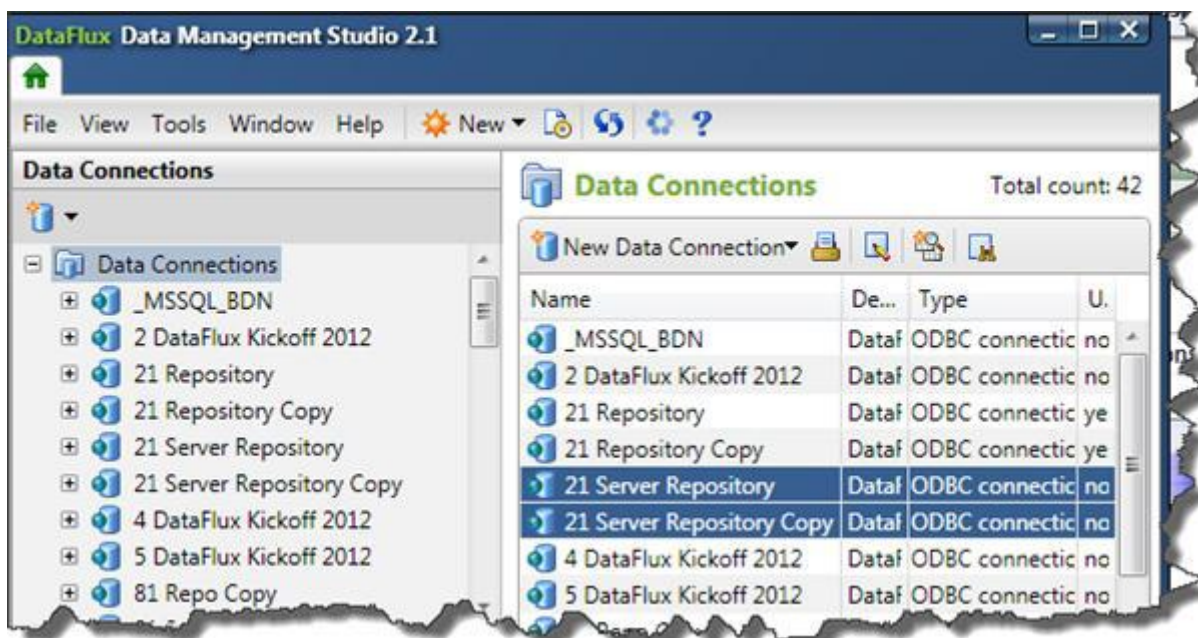 DataFlux Data Management Studio 2.1
File View Tools Window Help New
Data Connections
Data Connections
_MSSQL_BDN
2 DataFlux Kickoff 2012
21 Repository
21 Repository Copy
21 Server Repository
21 Server Repository Copy
4 DataFlux Kickoff 2012
5 DataFlux Kickoff 2012
81 Repo Copy
Data Connections Total count: 42
New Data Connection
Name De... Type U.
_MSSQL_BDN DataF ODBC connectic no
2 DataFlux Kickoff 2012 DataF ODBC connectic no
21 Repository DataF ODBC connectic ye
21 Repository Copy DataF ODBC connectic ye
21 Server Repository DataF ODBC connectic no
21 Server Repository Copy DataF ODBC connectic no
4 DataFlux Kickoff 2012 DataF ODBC connectic no
5 DataFlux Kickoff 2012 DataF ODBC connectic no